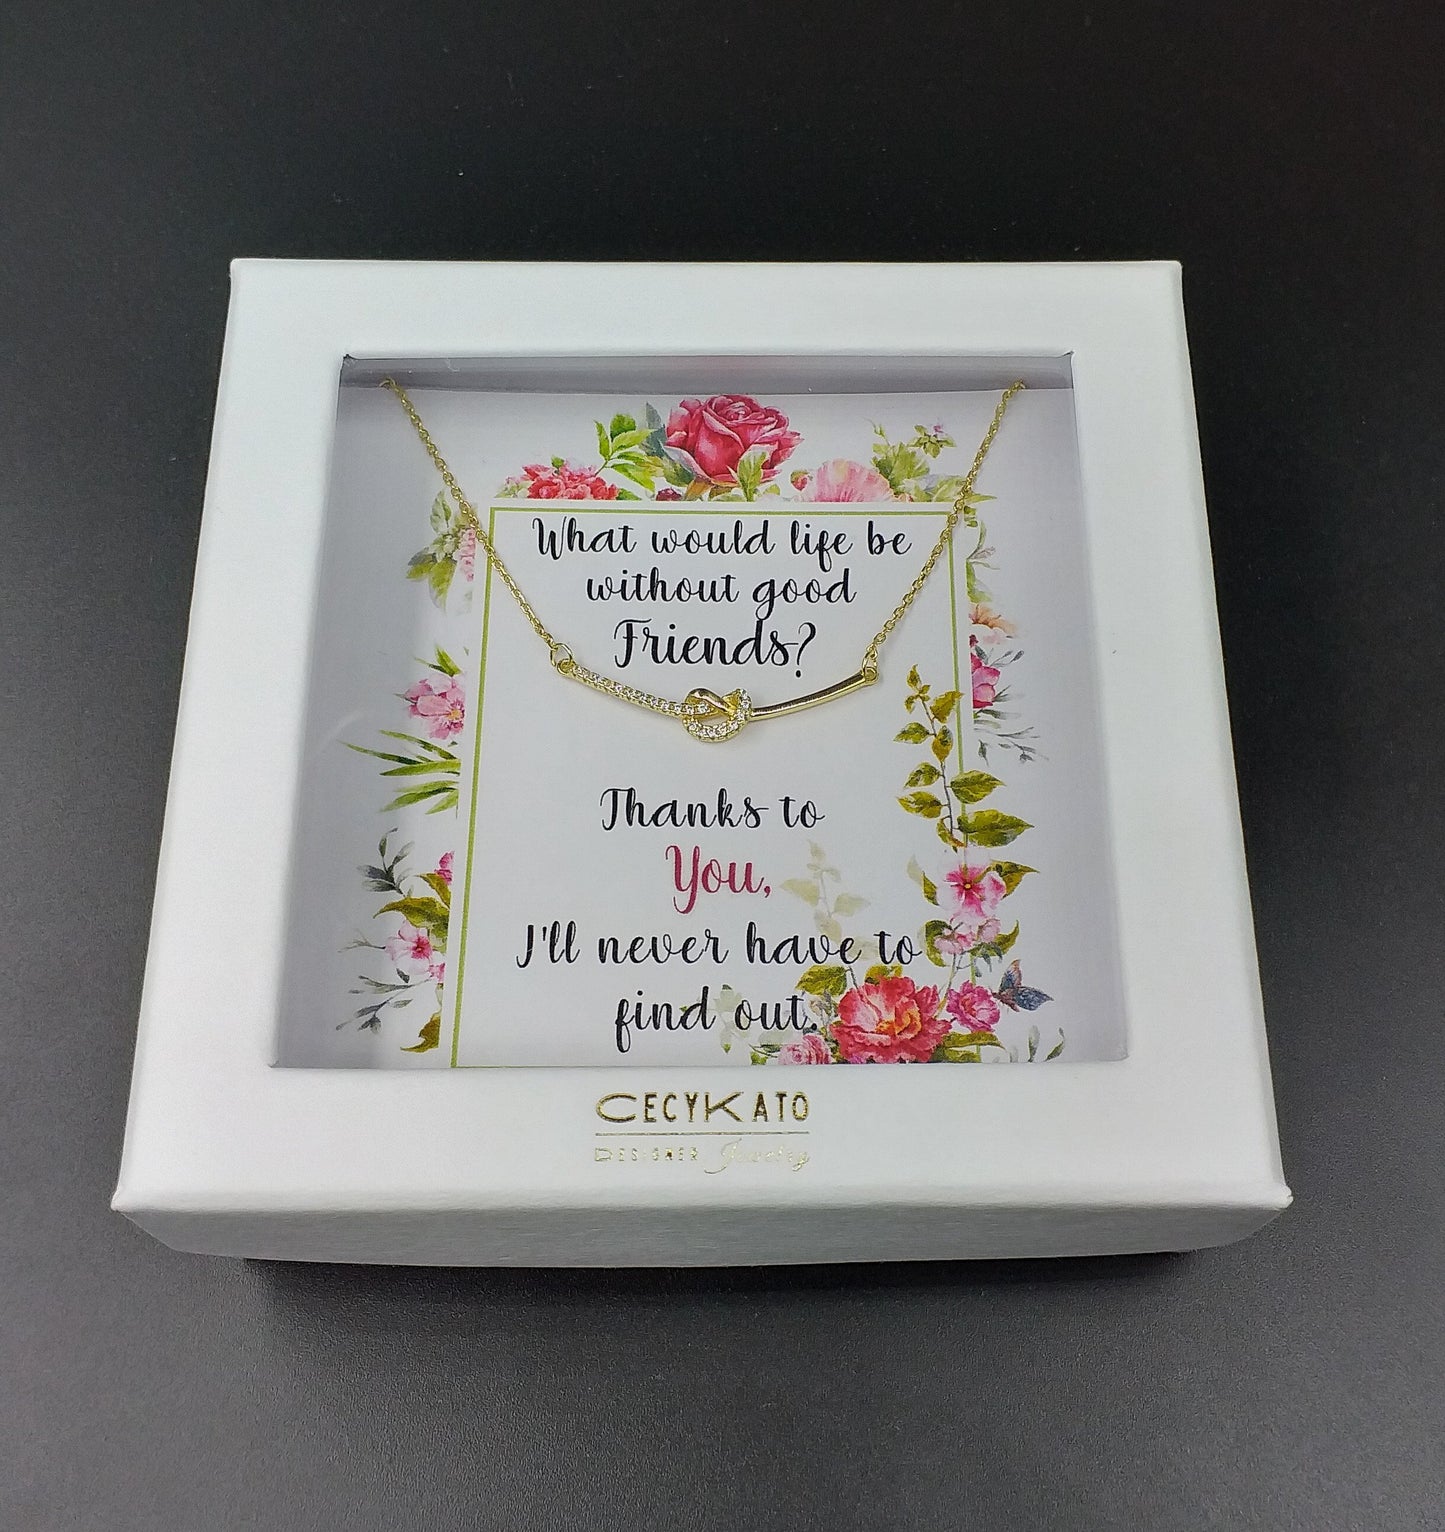 What would life be
without good
Friends?
Thanks to
You,
I'll never have to
find out.
CECYKATO
DESIGNER Jewelry